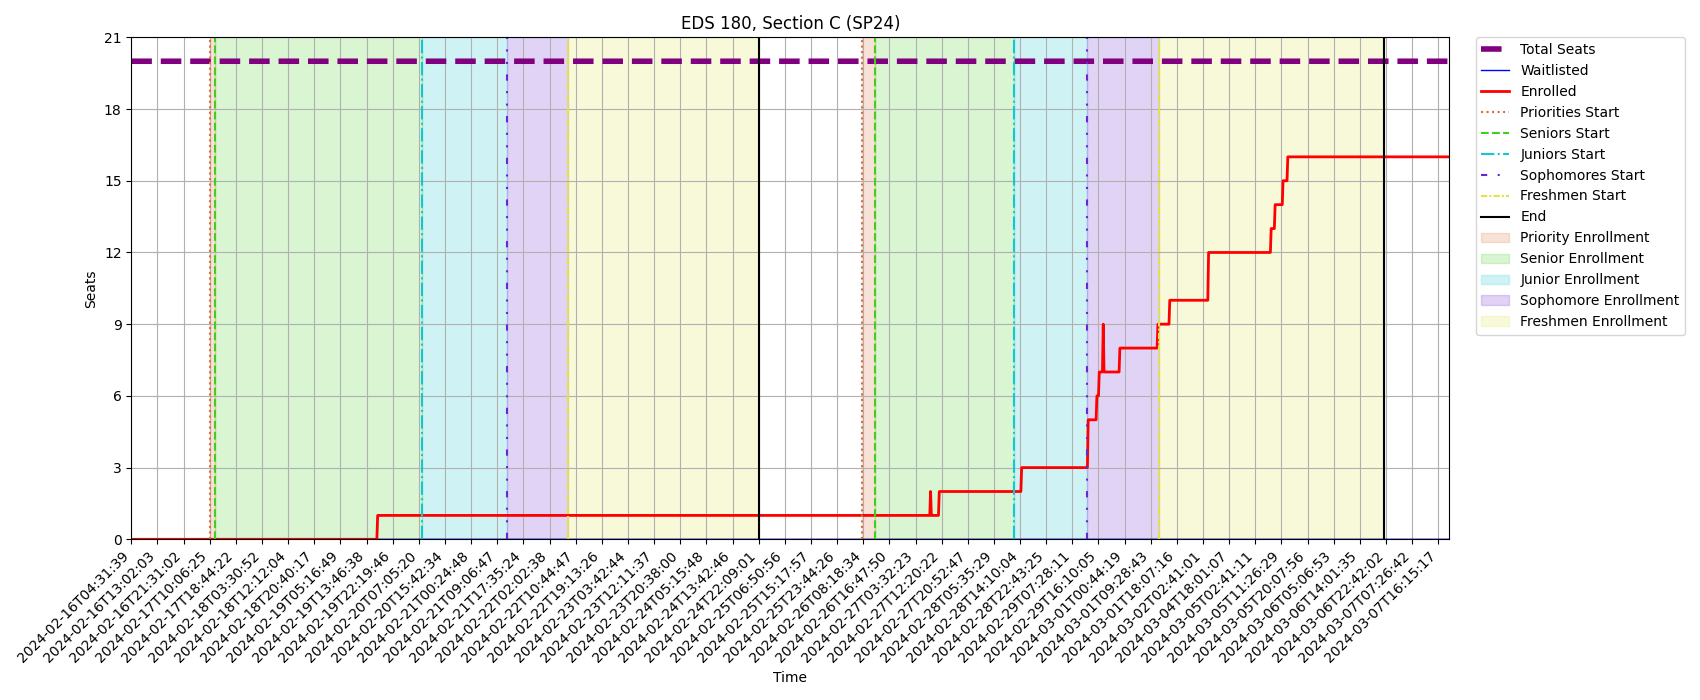 EDS 180, Section C (SP24)
21
18
15
12
9
6
3
0
Seats
2024-02-16T04:31:39
2024-02-16T13:02:03
2024-02-16T21:31:02
2024-02-17T10:06:25
2024-02-17T18:44:22
2024-02-18T03:30:52
2024-02-18T12:12:04
2024-02-18T20:40:17
2024-02-19T05:16:49
2024-02-19T13:46:38
2024-02-19T22:19:46
2024-02-20T07:05:20
2024-02-20T15:42:34
2024-02-21T00:24:48
2024-02-21T09:06:47
2024-02-21T17:35:24
2024-02-22T02:02:38
2024-02-22T10:44:47
2024-02-22T19:13:26
2024-02-23T03:42:44
2024-02-23T12:11:37
2024-02-23T20:38:00
2024-02-24T05:15:48
2024-02-24T13:42:46
2024-02-24T22:09:01
2024-02-25T06:50:56
2024-02-25T15:17:57
2024-02-25T23:44:26
2024-02-26T08:18:34
2024-02-26T16:47:50
2024-02-27T03:32:23
2024-02-27T12:20:22
2024-02-27T20:52:47
2024-02-28T05:35:29
2024-02-28T14:10:04
2024-02-28T22:43:25
2024-02-29T07:28:11
2024-02-29T16:10:05
2024-03-01T00:44:19
2024-03-01T09:28:43
2024-03-01T18:07:16
2024-03-02T02:41:01
2024-03-04T18:01:07
2024-03-05T02:41:11
2024-03-05T11:26:29
2024-03-05T20:07:56
2024-03-06T05:06:53
2024-03-06T14:01:35
2024-03-06T22:42:02
2024-03-07T07:26:42
2024-03-07T16:15:17
Time
Total Seats
Waitlisted
Enrolled
Priorities Start
Seniors Start
Juniors Start
Sophomores Start
Freshmen Start
End
Priority Enrollment
Senior Enrollment
Junior Enrollment
Sophomore Enrollment
Freshmen Enrollment